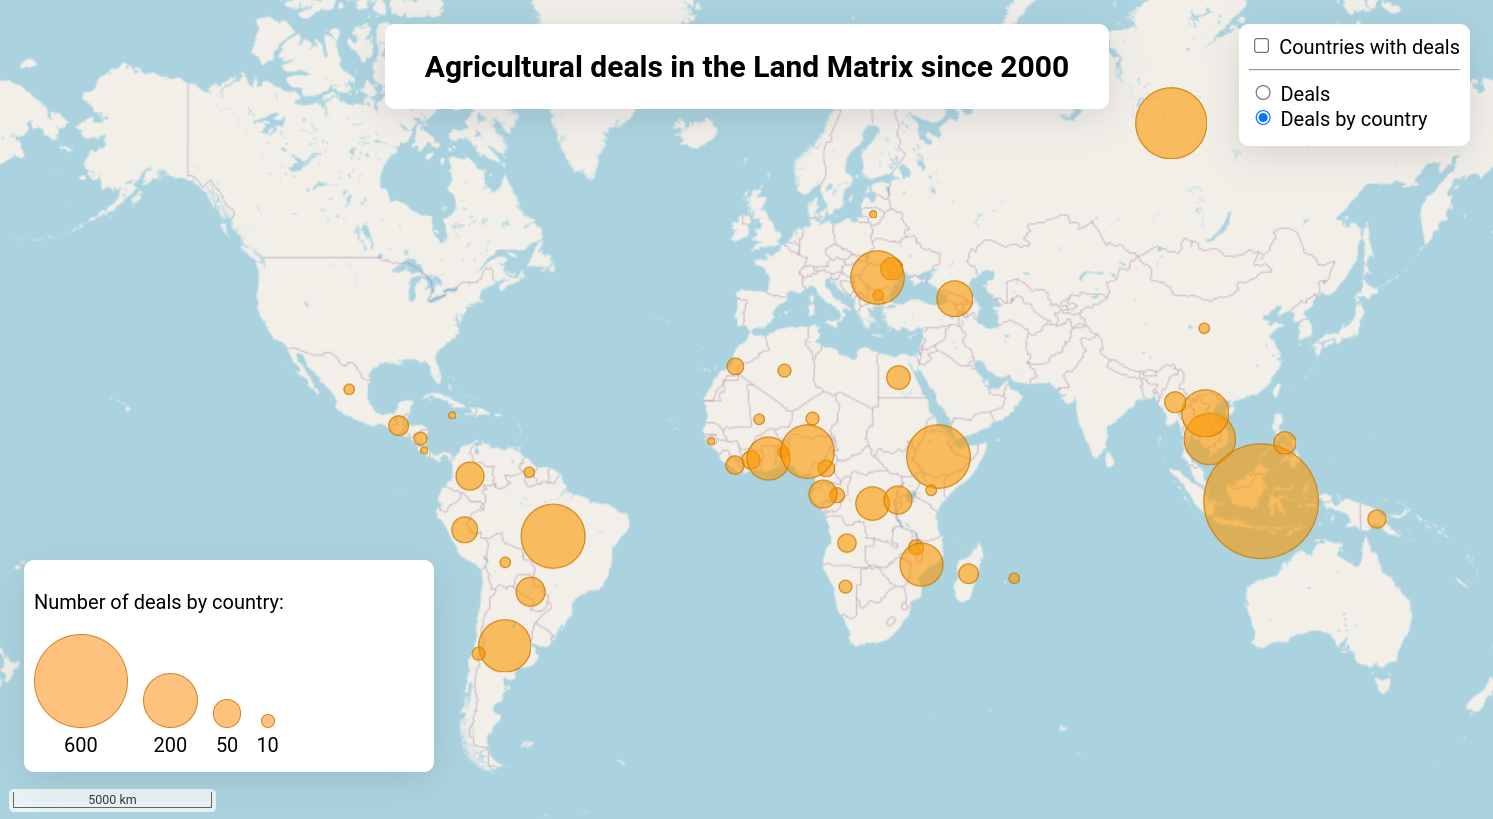 Agricultural deals in the Land Matrix since 2000
Countries with deals
Deals
Deals by country
Number of deals by country:
600 200 50 10
5000 km